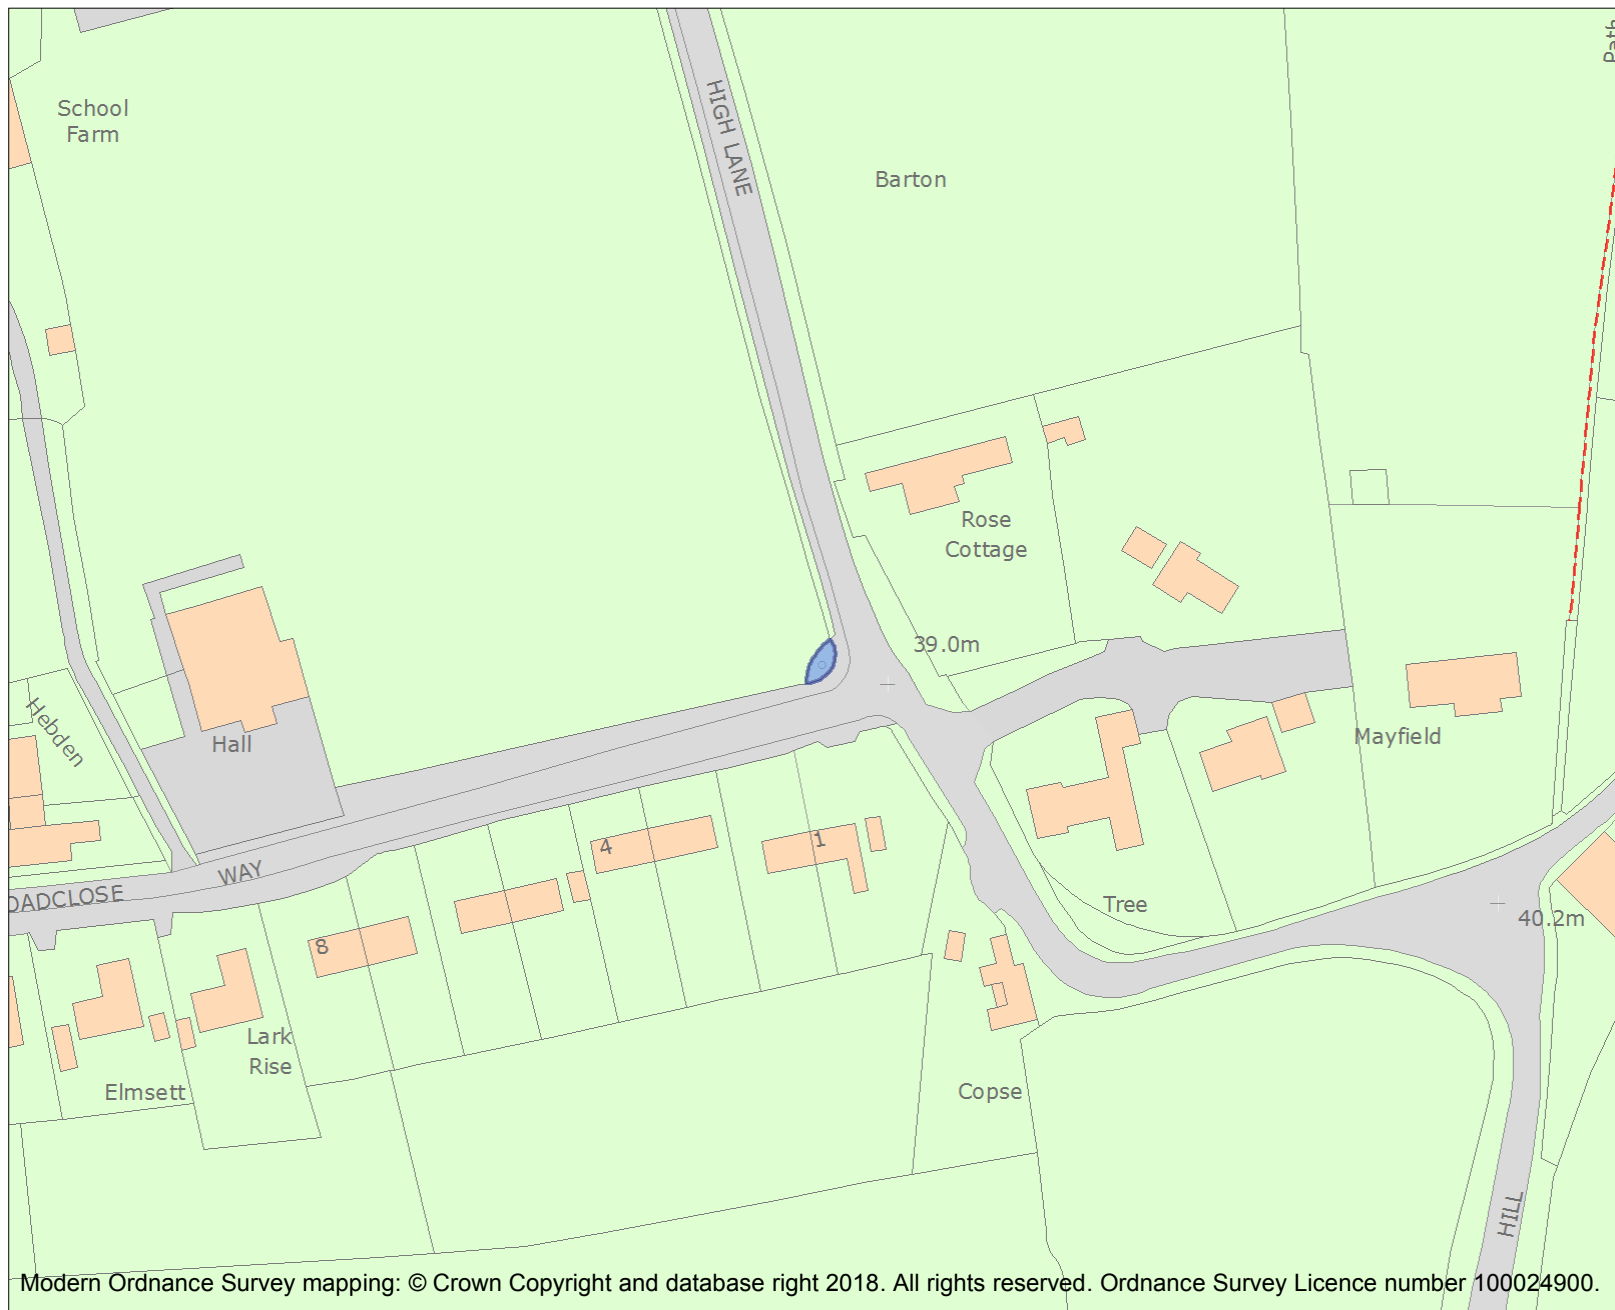 Path
School
Farm
HIGH LANE
Barton
Rose
Cottage
39.0m
Hebden
Hall
Mayfield
OADCLOSE
WAY
4
1
8
Tree
40.2m
Lark
Rise
Elmsett
Copse
HILL
Modern Ordnance Survey mapping: © Crown Copyright and database right 2018. All rights reserved. Ordnance Survey Licence number 100024900.